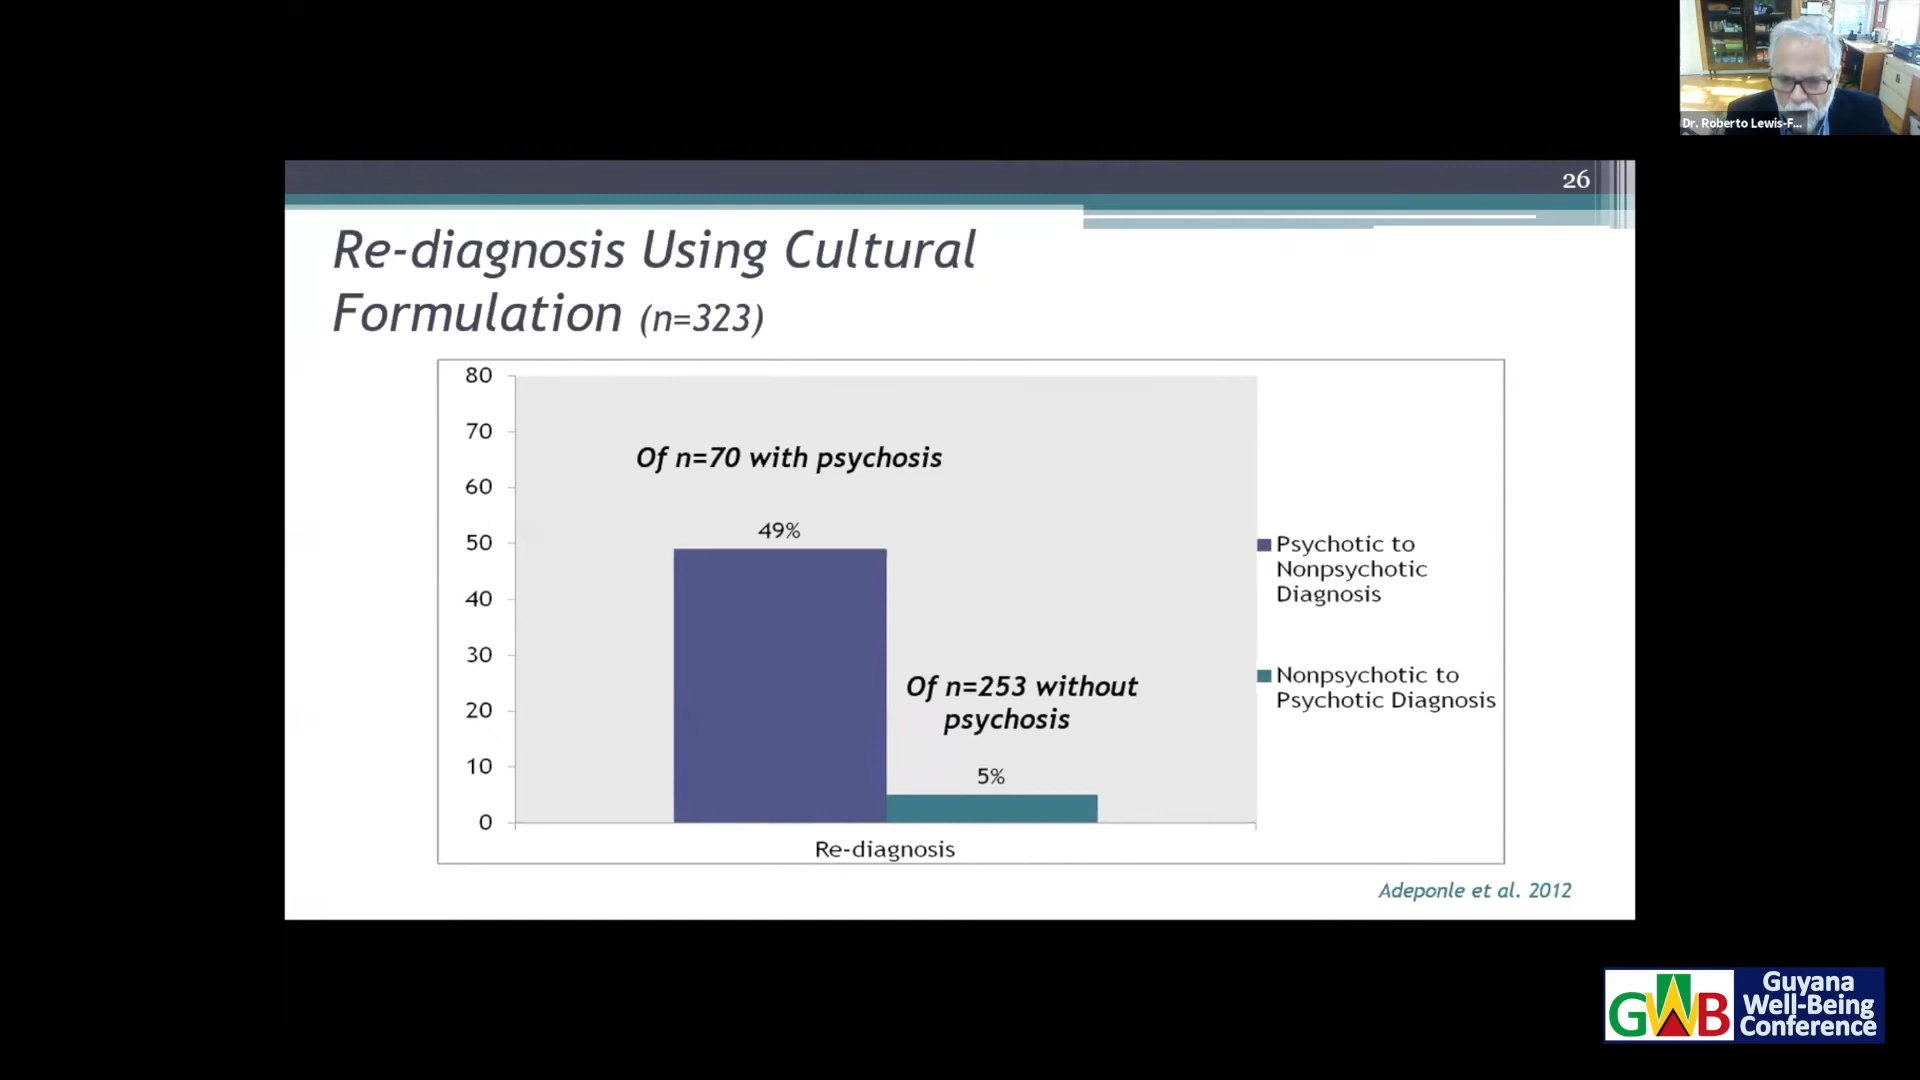 Dr. Roberto Lewis-F...
26
Re-diagnosis Using Cultural
Formulation (n=323)
80
70
60
50
40
30
20
10
0
Of n=70 with psychosis
49%
Of n=253 without
psychosis
5%
Re-diagnosis
Psychotic to
Nonpsychotic
Diagnosis
Nonpsychotic to
Psychotic Diagnosis
Adeponle et al. 2012
GWB
Guyana
Well-Being
Conference